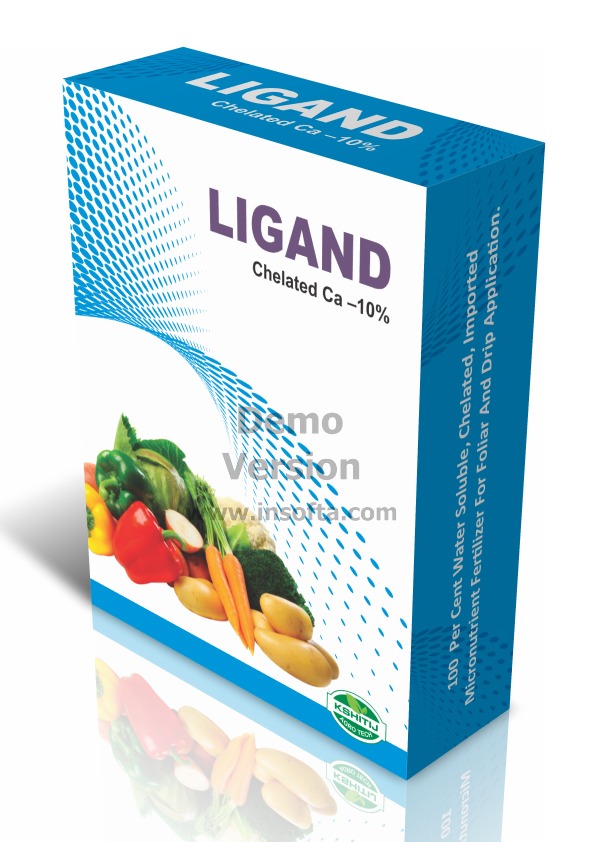 LIGAND
Chelated Ca –10%
LIGAND
Chelated Ca –10%
Demo
Version
www.insofta.com
100 Per Cent Water Soluble, Chelated, Imported
Micronutrient Fertilizer For Foliar And Drip Application.
KSHITIJ
AGRO TECH